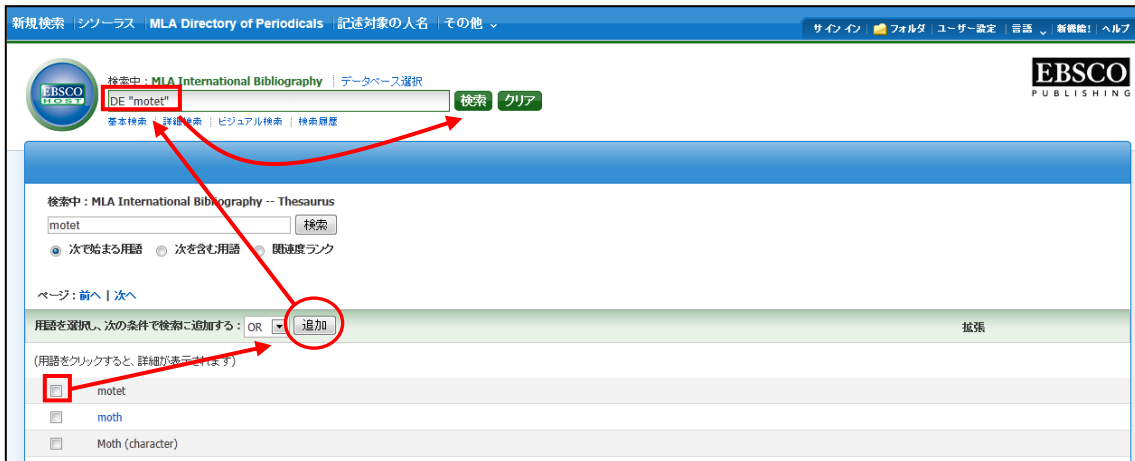 新規検索 | シソーラス | MLA Directory of Periodicals | 記述対象の人名 | その他
サインイン | フォルダ | ユーザー設定 | 言語 | 新機能! | ヘルプ
EBSCO HOST
検索中 : MLA International Bibliography | データベース選択
DE "motet" 検索 クリア
基本検索 | 詳細検索 | ビジュアル検索 | 検索履歴
EBSCO
PUBLISHING
検索中 : MLA International Bibliography -- Thesaurus
motet 検索
次で始まる用語 次を含む用語 関連度ランク
ページ : 前へ | 次へ
用語を選択し、次の条件で検索に追加する : OR 追加 拡張
(用語をクリックすると、詳細が表示されます)
motet
moth
Moth (character)